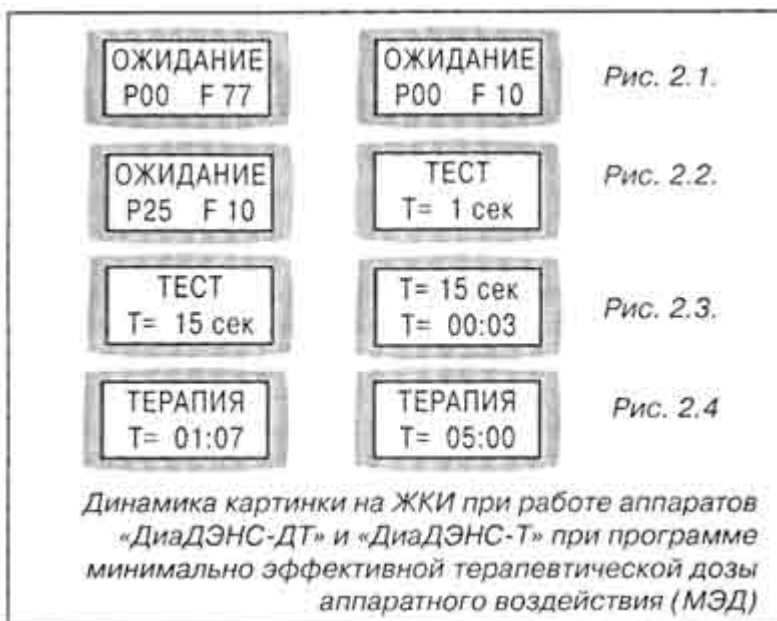 ОЖИДАНИЕ
P00 F 77
ОЖИДАНИЕ
P00 F 10
Рис. 2.1.
ОЖИДАНИЕ
P25 F 10
ТЕСТ
T= 1 сек
Рис. 2.2.
ТЕСТ
T= 15 сек
T= 15 сек
T= 00:03
Рис. 2.3.
ТЕРАПИЯ
T= 01:07
ТЕРАПИЯ
T= 05:00
Рис. 2.4
Динамика картинки на ЖКИ при работе аппаратов
«ДиаДЭНС-ДТ» и «ДиаДЭНС-Т» при программе
минимально эффективной терапевтической дозы
аппаратного воздействия (МЭД)